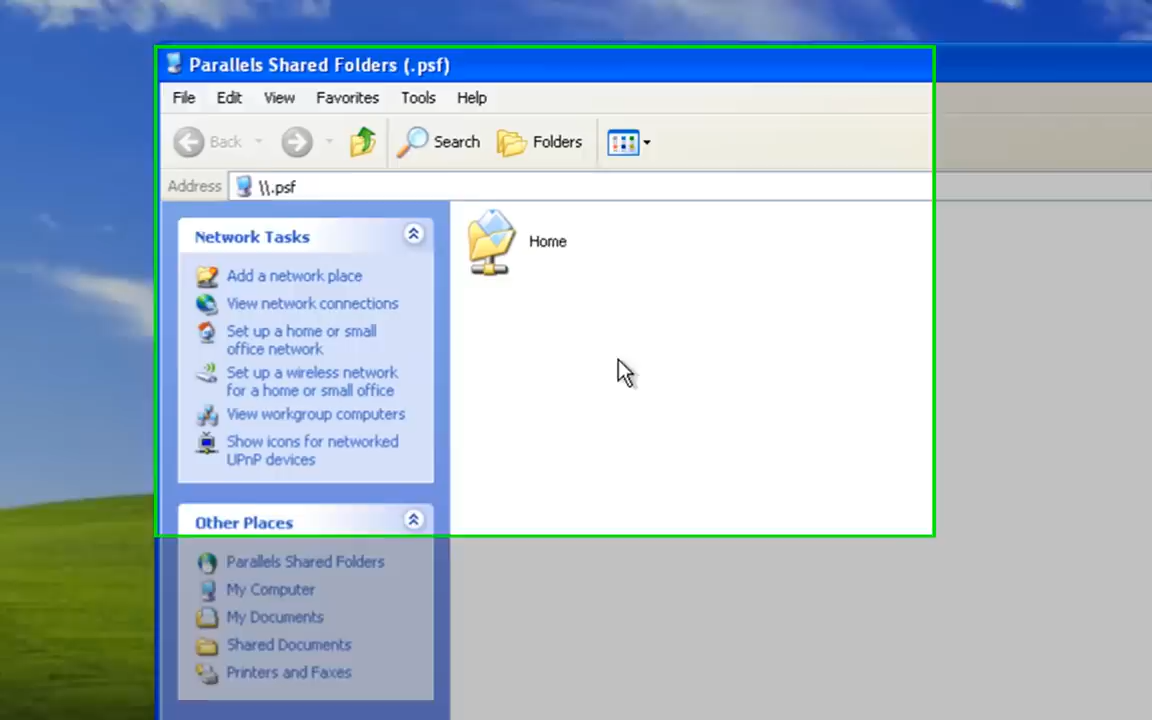 Parallels Shared Folders (.psf)
File Edit View Favorites Tools Help
Back Search Folders
Address \\.psf
Network Tasks
Add a network place
View network connections
Set up a home or small
office network
Set up a wireless network
for a home or small office
View workgroup computers
Show icons for networked
UPnP devices
Other Places
Parallels Shared Folders
My Computer
My Documents
Shared Documents
Printers and Faxes
Home